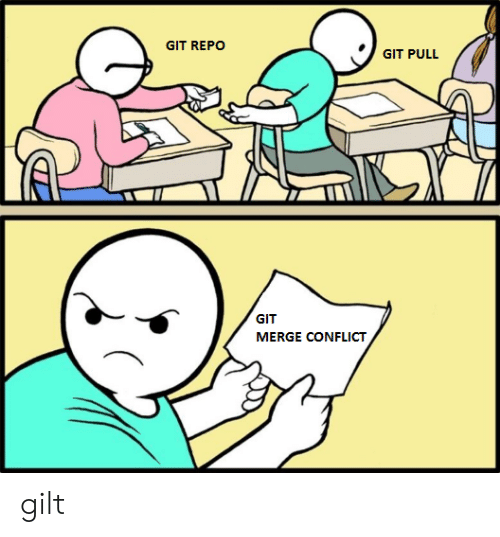 GIT REPO
GIT PULL
GIT
MERGE CONFLICT
gilt